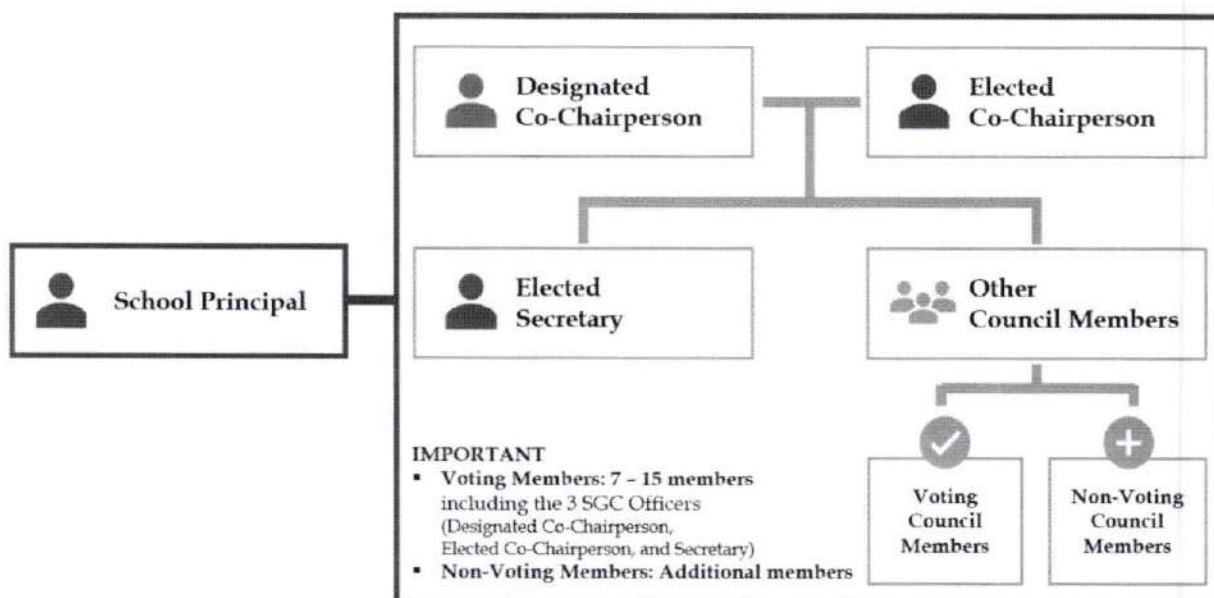 Designated
Co-Chairperson
Elected
Co-Chairperson
School Principal
Elected
Secretary
Other
Council Members
IMPORTANT
▪ Voting Members: 7 – 15 members
including the 3 SGC Officers
(Designated Co-Chairperson,
Elected Co-Chairperson, and Secretary)
▪ Non-Voting Members: Additional members
Voting
Council
Members
Non-Voting
Council
Members